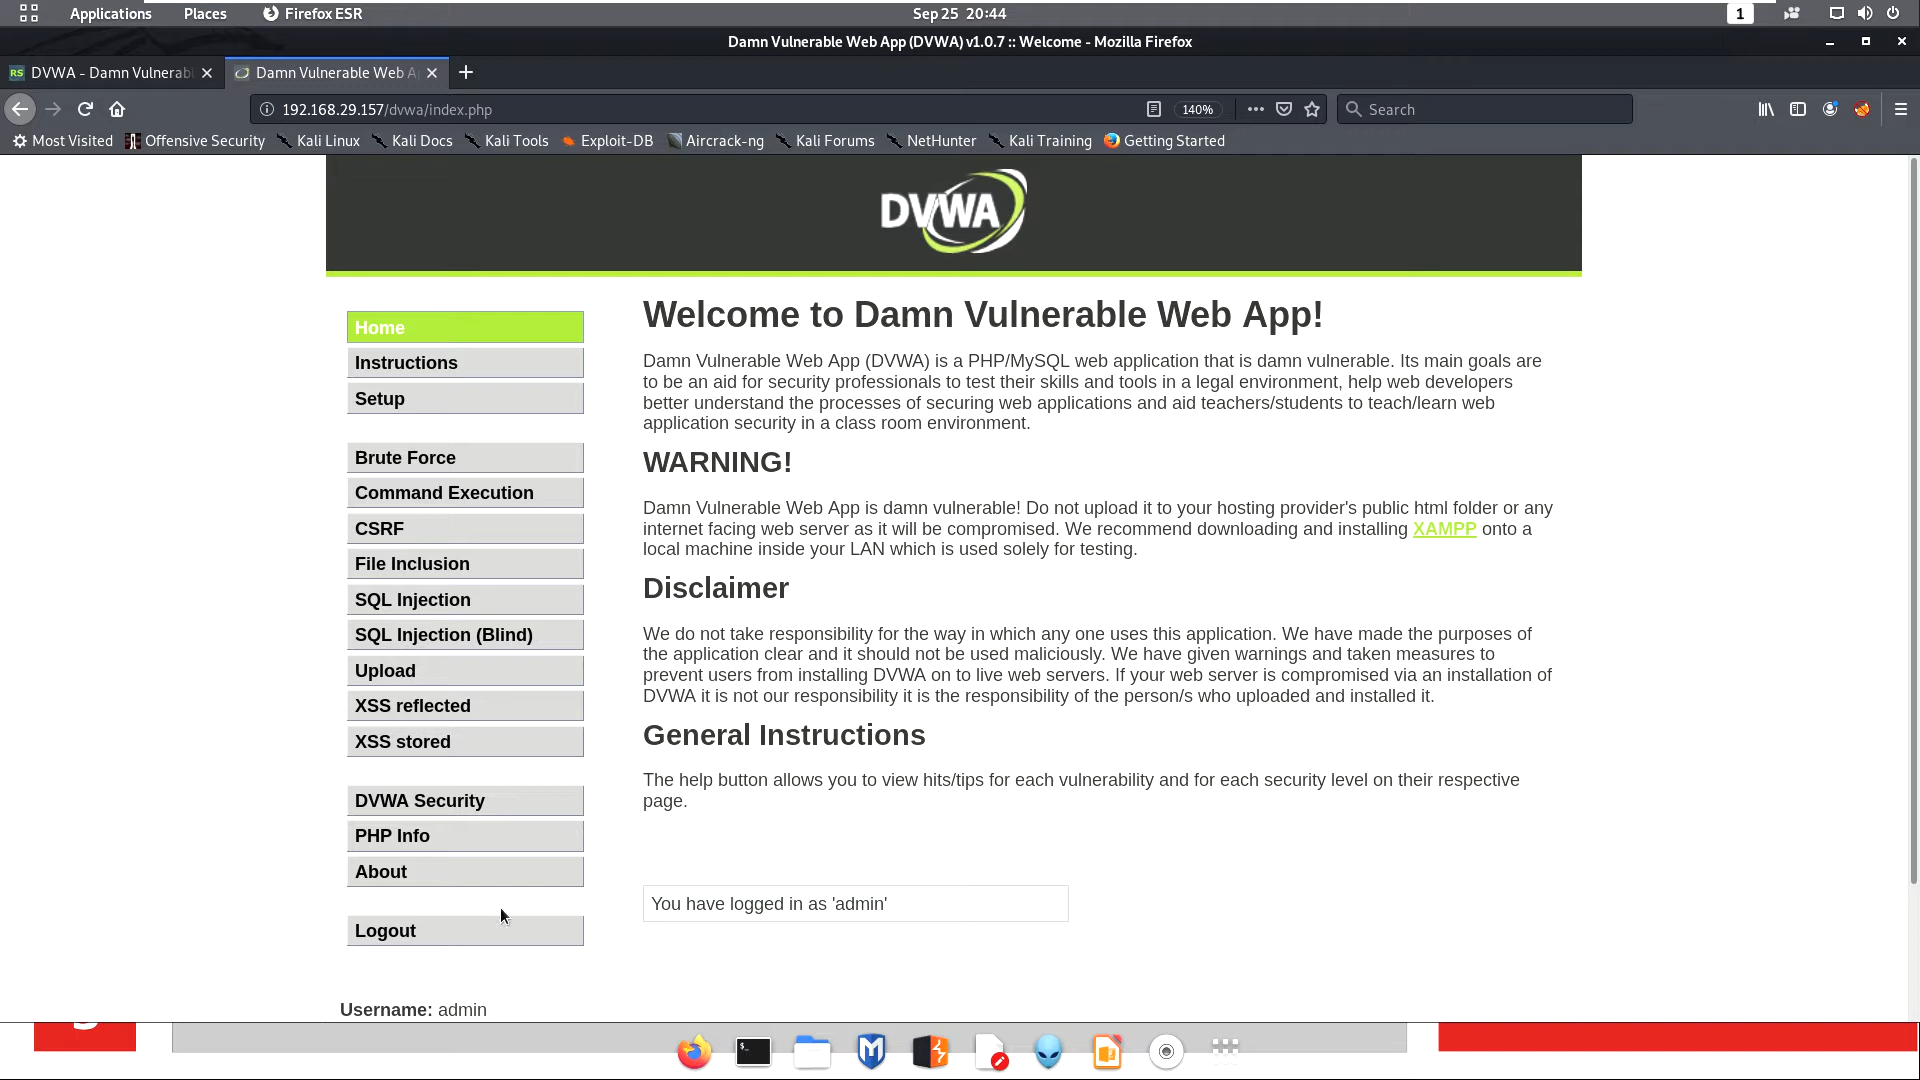 Applications Places Firefox ESR Sep 25 20:44 1
Damn Vulnerable Web App (DVWA) v1.0.7 :: Welcome - Mozilla Firefox
DVWA - Damn Vulnerabl Damn Vulnerable Web A
192.168.29.157/dvwa/index.php 140% Search
Most Visited Offensive Security Kali Linux Kali Docs Kali Tools Exploit-DB Aircrack-ng Kali Forums NetHunter Kali Training Getting Started
DVWA
Home
Instructions
Setup
Brute Force
Command Execution
CSRF
File Inclusion
SQL Injection
SQL Injection (Blind)
Upload
XSS reflected
XSS stored
DVWA Security
PHP Info
About
Logout
Username: admin
Welcome to Damn Vulnerable Web App!
Damn Vulnerable Web App (DVWA) is a PHP/MySQL web application that is damn vulnerable. Its main goals are
to be an aid for security professionals to test their skills and tools in a legal environment, help web developers
better understand the processes of securing web applications and aid teachers/students to teach/learn web
application security in a class room environment.
WARNING!
Damn Vulnerable Web App is damn vulnerable! Do not upload it to your hosting provider's public html folder or any
internet facing web server as it will be compromised. We recommend downloading and installing XAMPP onto a
local machine inside your LAN which is used solely for testing.
Disclaimer
We do not take responsibility for the way in which any one uses this application. We have made the purposes of
the application clear and it should not be used maliciously. We have given warnings and taken measures to
prevent users from installing DVWA on to live web servers. If your web server is compromised via an installation of
DVWA it is not our responsibility it is the responsibility of the person/s who uploaded and installed it.
General Instructions
The help button allows you to view hits/tips for each vulnerability and for each security level on their respective
page.
You have logged in as 'admin'